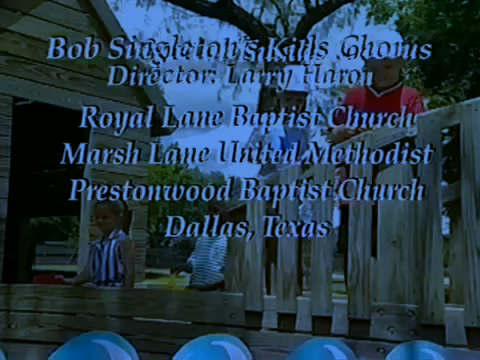 Bob Singleton's Kids Chorus
Director: Larry Haron
Royal Lane Baptist Church
Marsh Lane United Methodist
Prestonwood Baptist Church
Dallas, Texas